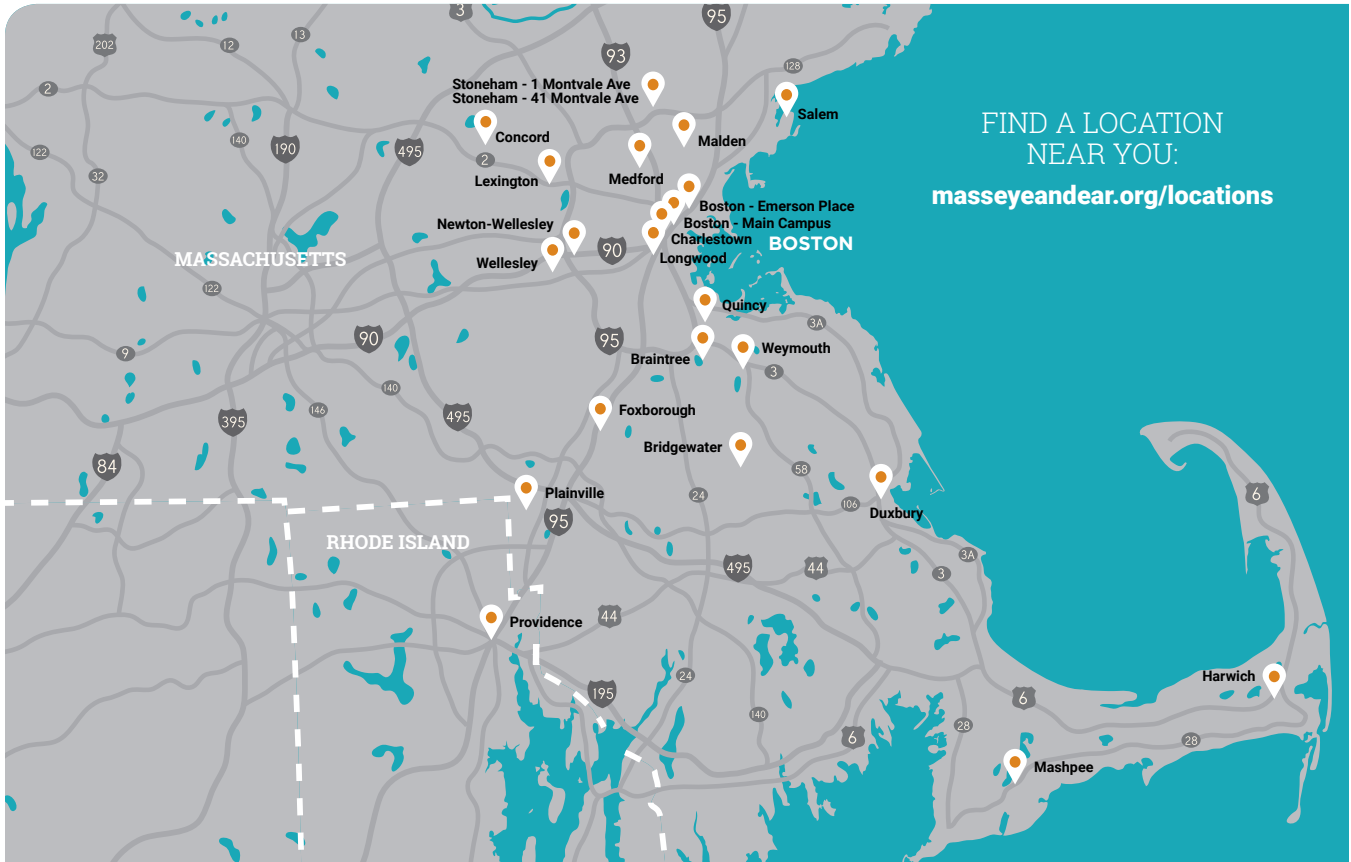 3
95
202
12
13
93
128
2
Stoneham - 1 Montvale Ave
Stoneham - 41 Montvale Ave
Salem
FIND A LOCATION
NEAR YOU:
masseyeandear.org/locations
Concord
Malden
140
190
495
122
2
32
Lexington
Medford
Boston - Emerson Place
Boston - Main Campus
Newton-Wellesley
Charlestown
BOSTON
90
Longwood
Wellesley
MASSACHUSETTS
122
Quincy
3A
90
95
9
Braintree
Weymouth
3
140
146
395
495
Foxborough
Bridgewater
84
58
Plainville
24
106
Duxbury
95
RHODE ISLAND
3A
495
44
3
6
44
Providence
24
Harwich
195
6
140
28
6
28
Mashpee